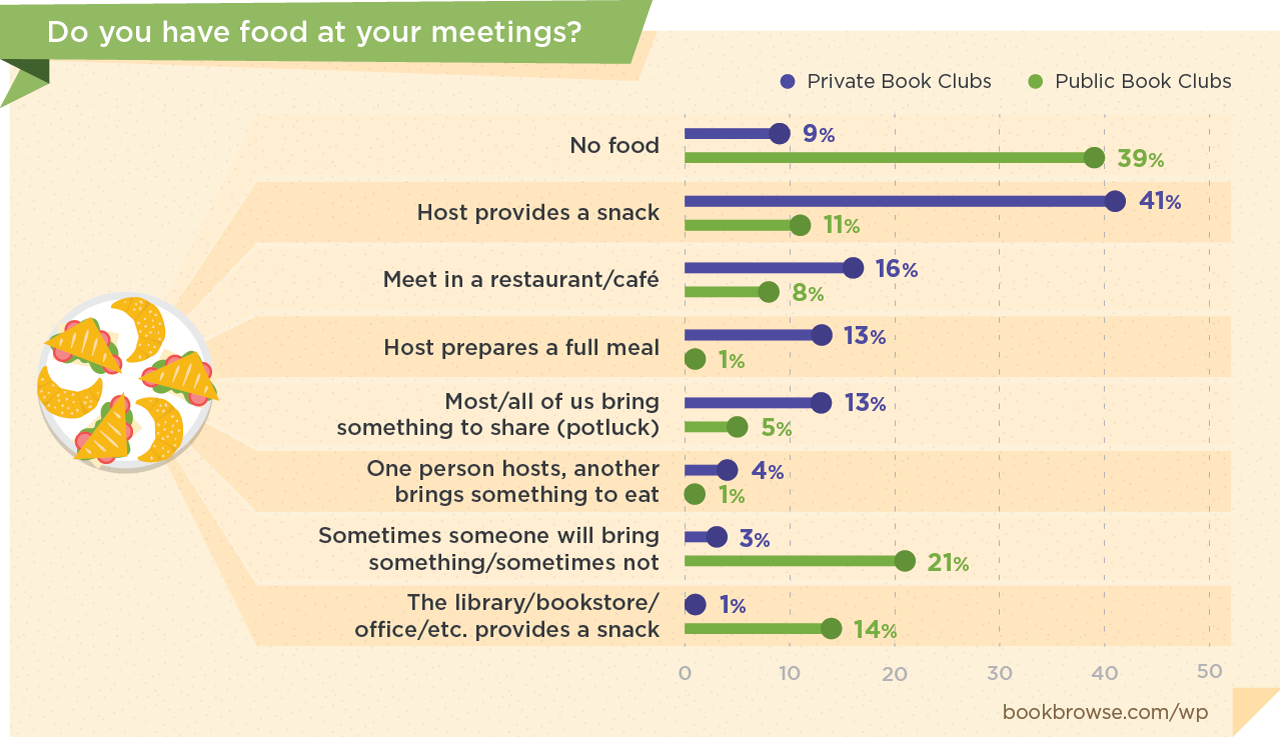 Do you have food at your meetings?
Private Book Clubs
Public Book Clubs
No food
9%
39%
Host provides a snack
41%
11%
Meet in a restaurant/café
16%
8%
Host prepares a full meal
13%
1%
Most/all of us bring
something to share (potluck)
13%
5%
One person hosts, another
brings something to eat
4%
1%
Sometimes someone will bring
something/sometimes not
3%
21%
The library/bookstore/
office/etc. provides a snack
1%
14%
0 10 20 30 40 50
bookbrowse.com/wp